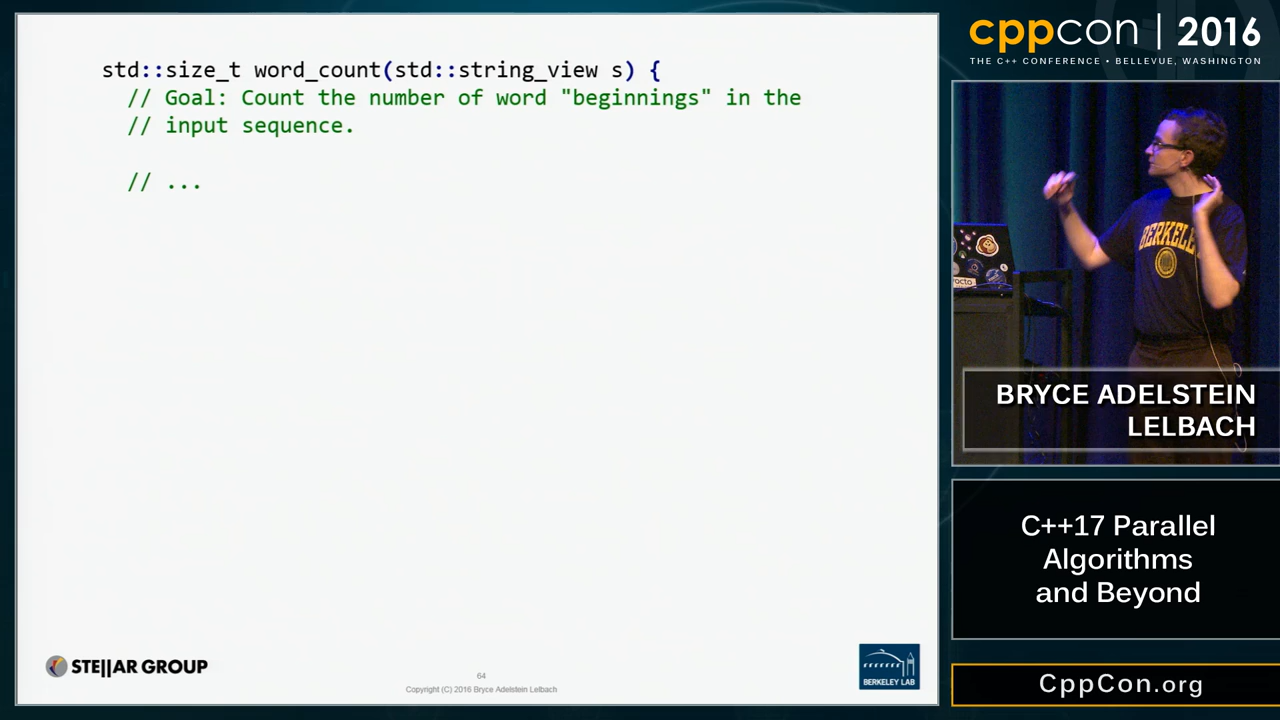 std::size_t word_count(std::string_view s) {
// Goal: Count the number of word "beginnings" in the
// input sequence.
// ...
STE||AR GROUP
64
Copyright (C) 2016 Bryce Adelstein Lelbach
BERKELEY LAB
cppcon | 2016
THE C++ CONFERENCE • BELLEVUE, WASHINGTON
BERKELE
octo
BRYCE ADELSTEIN
LELBACH
C++17 Parallel
Algorithms
and Beyond
CppCon.org